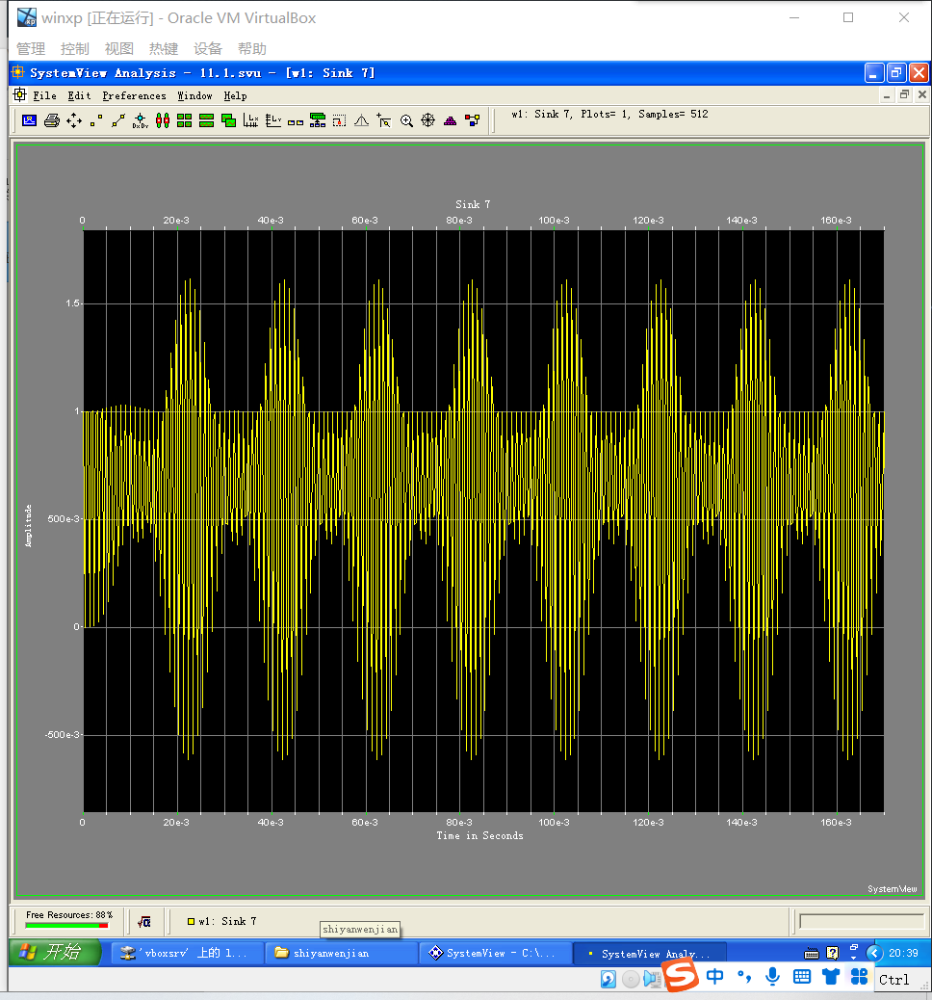 winxp [正在运行] - Oracle VM VirtualBox
管理 控制 视图 热键 设备 帮助
SystemView Analysis - 11.1.svu - [w1: Sink 7]
File Edit Preferences Window Help
w1: Sink 7, Plots= 1, Samples= 512
Sink 7
0 20e-3 40e-3 60e-3 80e-3 100e-3 120e-3 140e-3 160e-3
1.5
1
500e-3
Amplitude
0
-500e-3
0 20e-3 40e-3 60e-3 80e-3 100e-3 120e-3 140e-3 160e-3
Time in Seconds
SystemView
Free Resources: 88%
w1: Sink 7
shiyanwenjian
开始 'vboxsrv' 上的 l... shiyanwenjian SystemView - C:\... SystemView Analy... 20:39
S 中 Ctrl